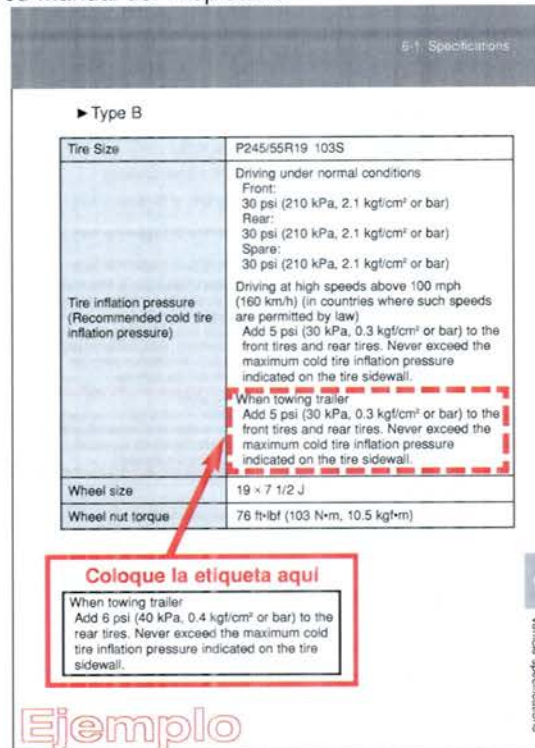 6-1. Specifications
►Type B
Tire Size
P245/55R19 103S
Tire inflation pressure
(Recommended cold tire
inflation pressure)
Driving under normal conditions
Front:
30 psi (210 kPa, 2.1 kgf/cm² or bar)
Rear:
30 psi (210 kPa, 2.1 kgf/cm² or bar)
Spare:
30 psi (210 kPa, 2.1 kgf/cm² or bar)
Driving at high speeds above 100 mph
(160 km/h) (in countries where such speeds
are permitted by law)
Add 5 psi (30 kPa, 0.3 kgf/cm² or bar) to the
front tires and rear tires. Never exceed the
maximum cold tire inflation pressure
indicated on the tire sidewall.
When towing trailer
Add 5 psi (30 kPa, 0.3 kgf/cm² or bar) to the
front tires and rear tires. Never exceed the
maximum cold tire inflation pressure
indicated on the tire sidewall.
Wheel size
19 × 7 1/2 J
Wheel nut torque
76 ft•lbf (103 N•m, 10.5 kgf•m)
Coloque la etiqueta aquí
When towing trailer
Add 6 psi (40 kPa, 0.4 kgf/cm² or bar) to the
rear tires. Never exceed the maximum cold
tire inflation pressure indicated on the tire
sidewall.
Ejemplo